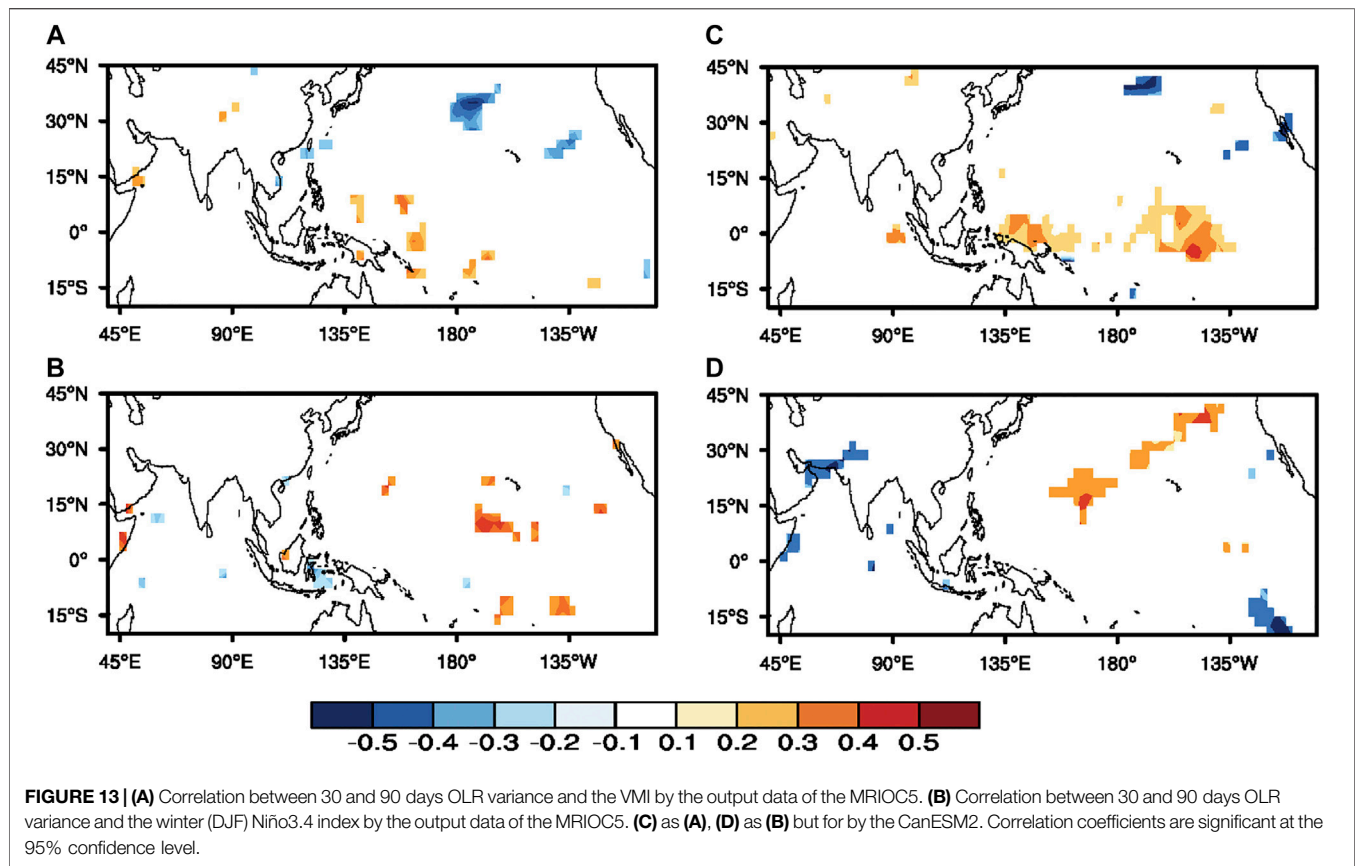 A
45°N
30°N
15°N
0°
15°S
45°E
90°E
135°E
180°
135°W
C
45°N
30°N
15°N
0°
15°S
45°E
90°E
135°E
180°
135°W
B
45°N
30°N
15°N
0°
15°S
45°E
90°E
135°E
180°
135°W
D
45°N
30°N
15°N
0°
15°S
45°E
90°E
135°E
180°
135°W
-0.5 -0.4 -0.3 -0.2 -0.1 0.1 0.2 0.3 0.4 0.5
FIGURE 13 | (A) Correlation between 30 and 90 days OLR variance and the VMI by the output data of the MRIOC5. (B) Correlation between 30 and 90 days OLR
variance and the winter (DJF) Niño3.4 index by the output data of the MRIOC5. (C) as (A), (D) as (B) but for by the CanESM2. Correlation coefficients are significant at the
95% confidence level.